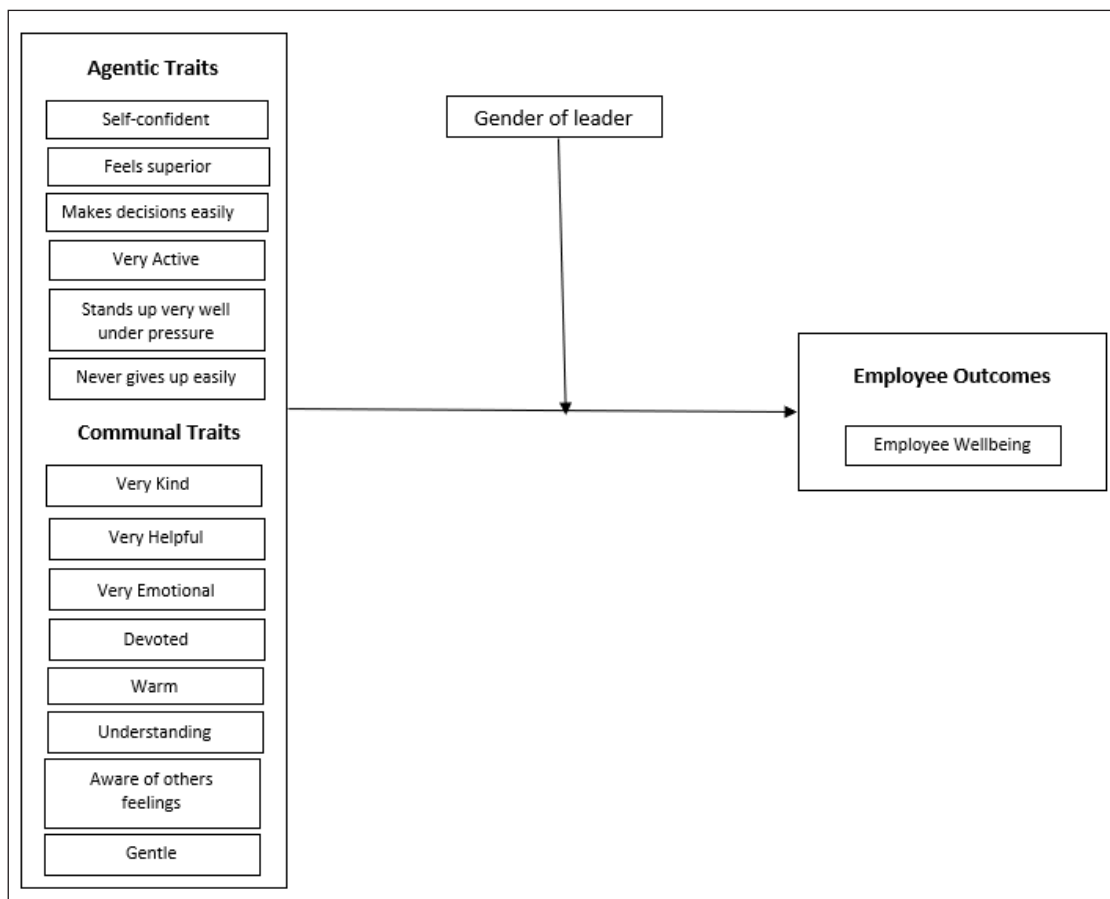 Agentic Traits
Self-confident
Feels superior
Makes decisions easily
Very Active
Stands up very well
under pressure
Never gives up easily
Communal Traits
Very Kind
Very Helpful
Very Emotional
Devoted
Warm
Understanding
Aware of others
feelings
Gentle
Gender of leader
Employee Outcomes
Employee Wellbeing